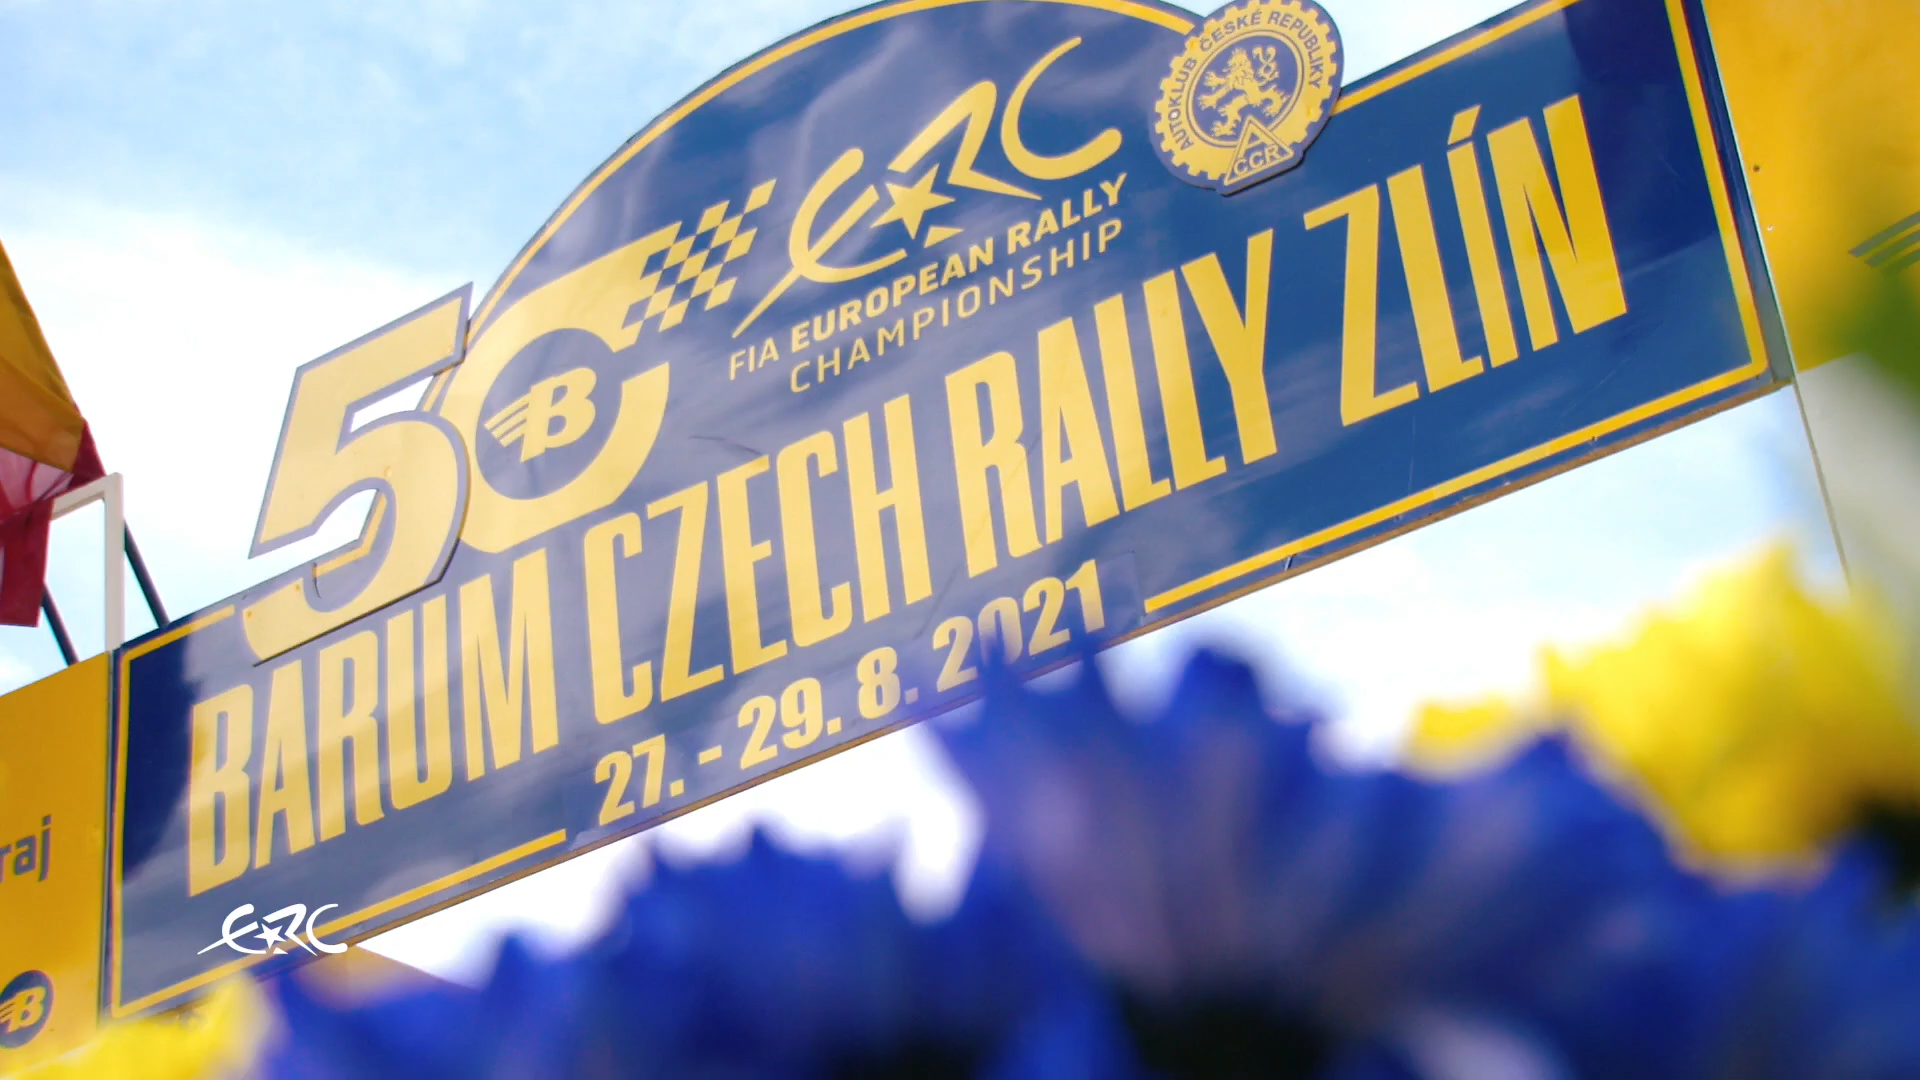 AUTOKLUB ČESKÉ REPUBLIKY
ACCR
ERC
50
B
FIA EUROPEAN RALLY
CHAMPIONSHIP
BARUM CZECH RALLY ZLÍN
27. - 29. 8. 2021
raj
ERC
B